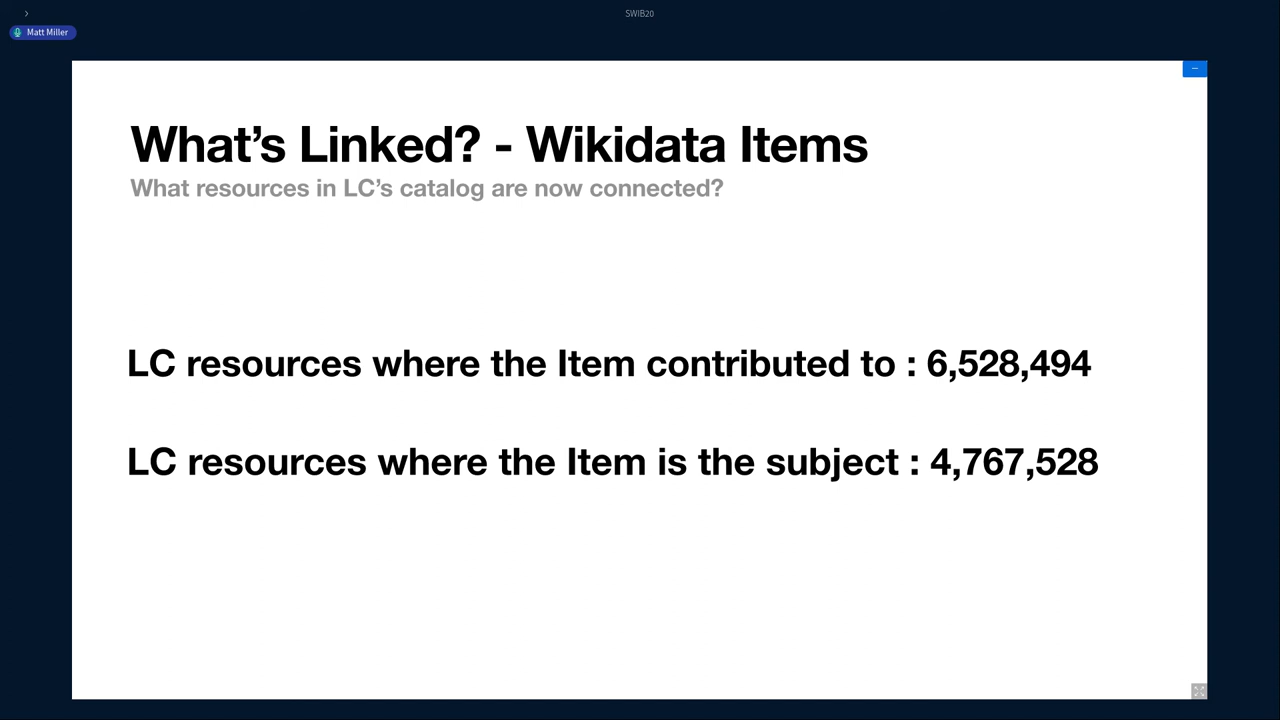 SWIB20
Matt Miller
What's Linked? - Wikidata Items
What resources in LC's catalog are now connected?
LC resources where the Item contributed to : 6,528,494
LC resources where the Item is the subject : 4,767,528